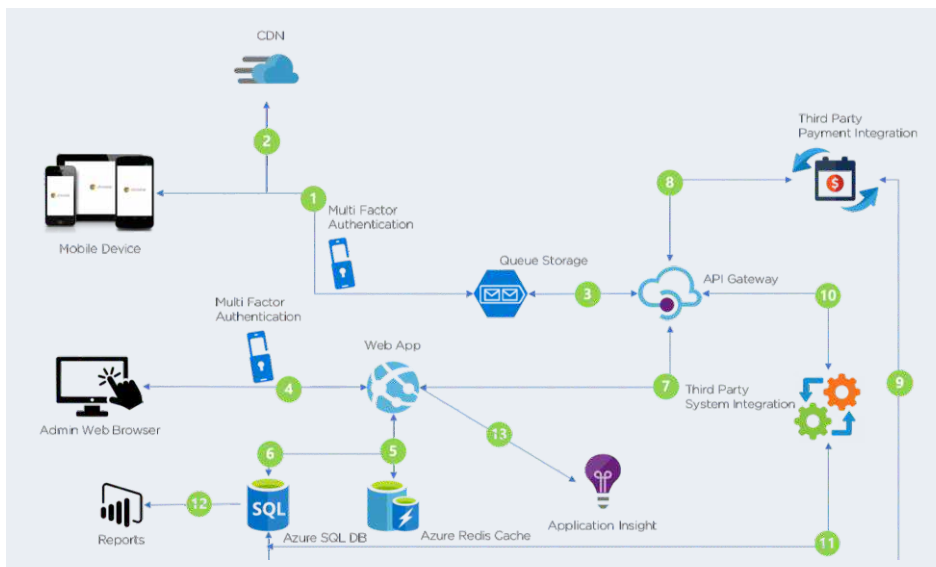 CDN
2
Third Party
Payment Integration
8
$
1
Multi Factor
Authentication
Mobile Device
Queue Storage
3
API Gateway
10
Multi Factor
Authentication
Web App
4
7
Third Party
System Integration
9
Admin Web Browser
13
6
5
12
SQL
Reports
Azure SQL DB
Azure Redis Cache
Application Insight
11